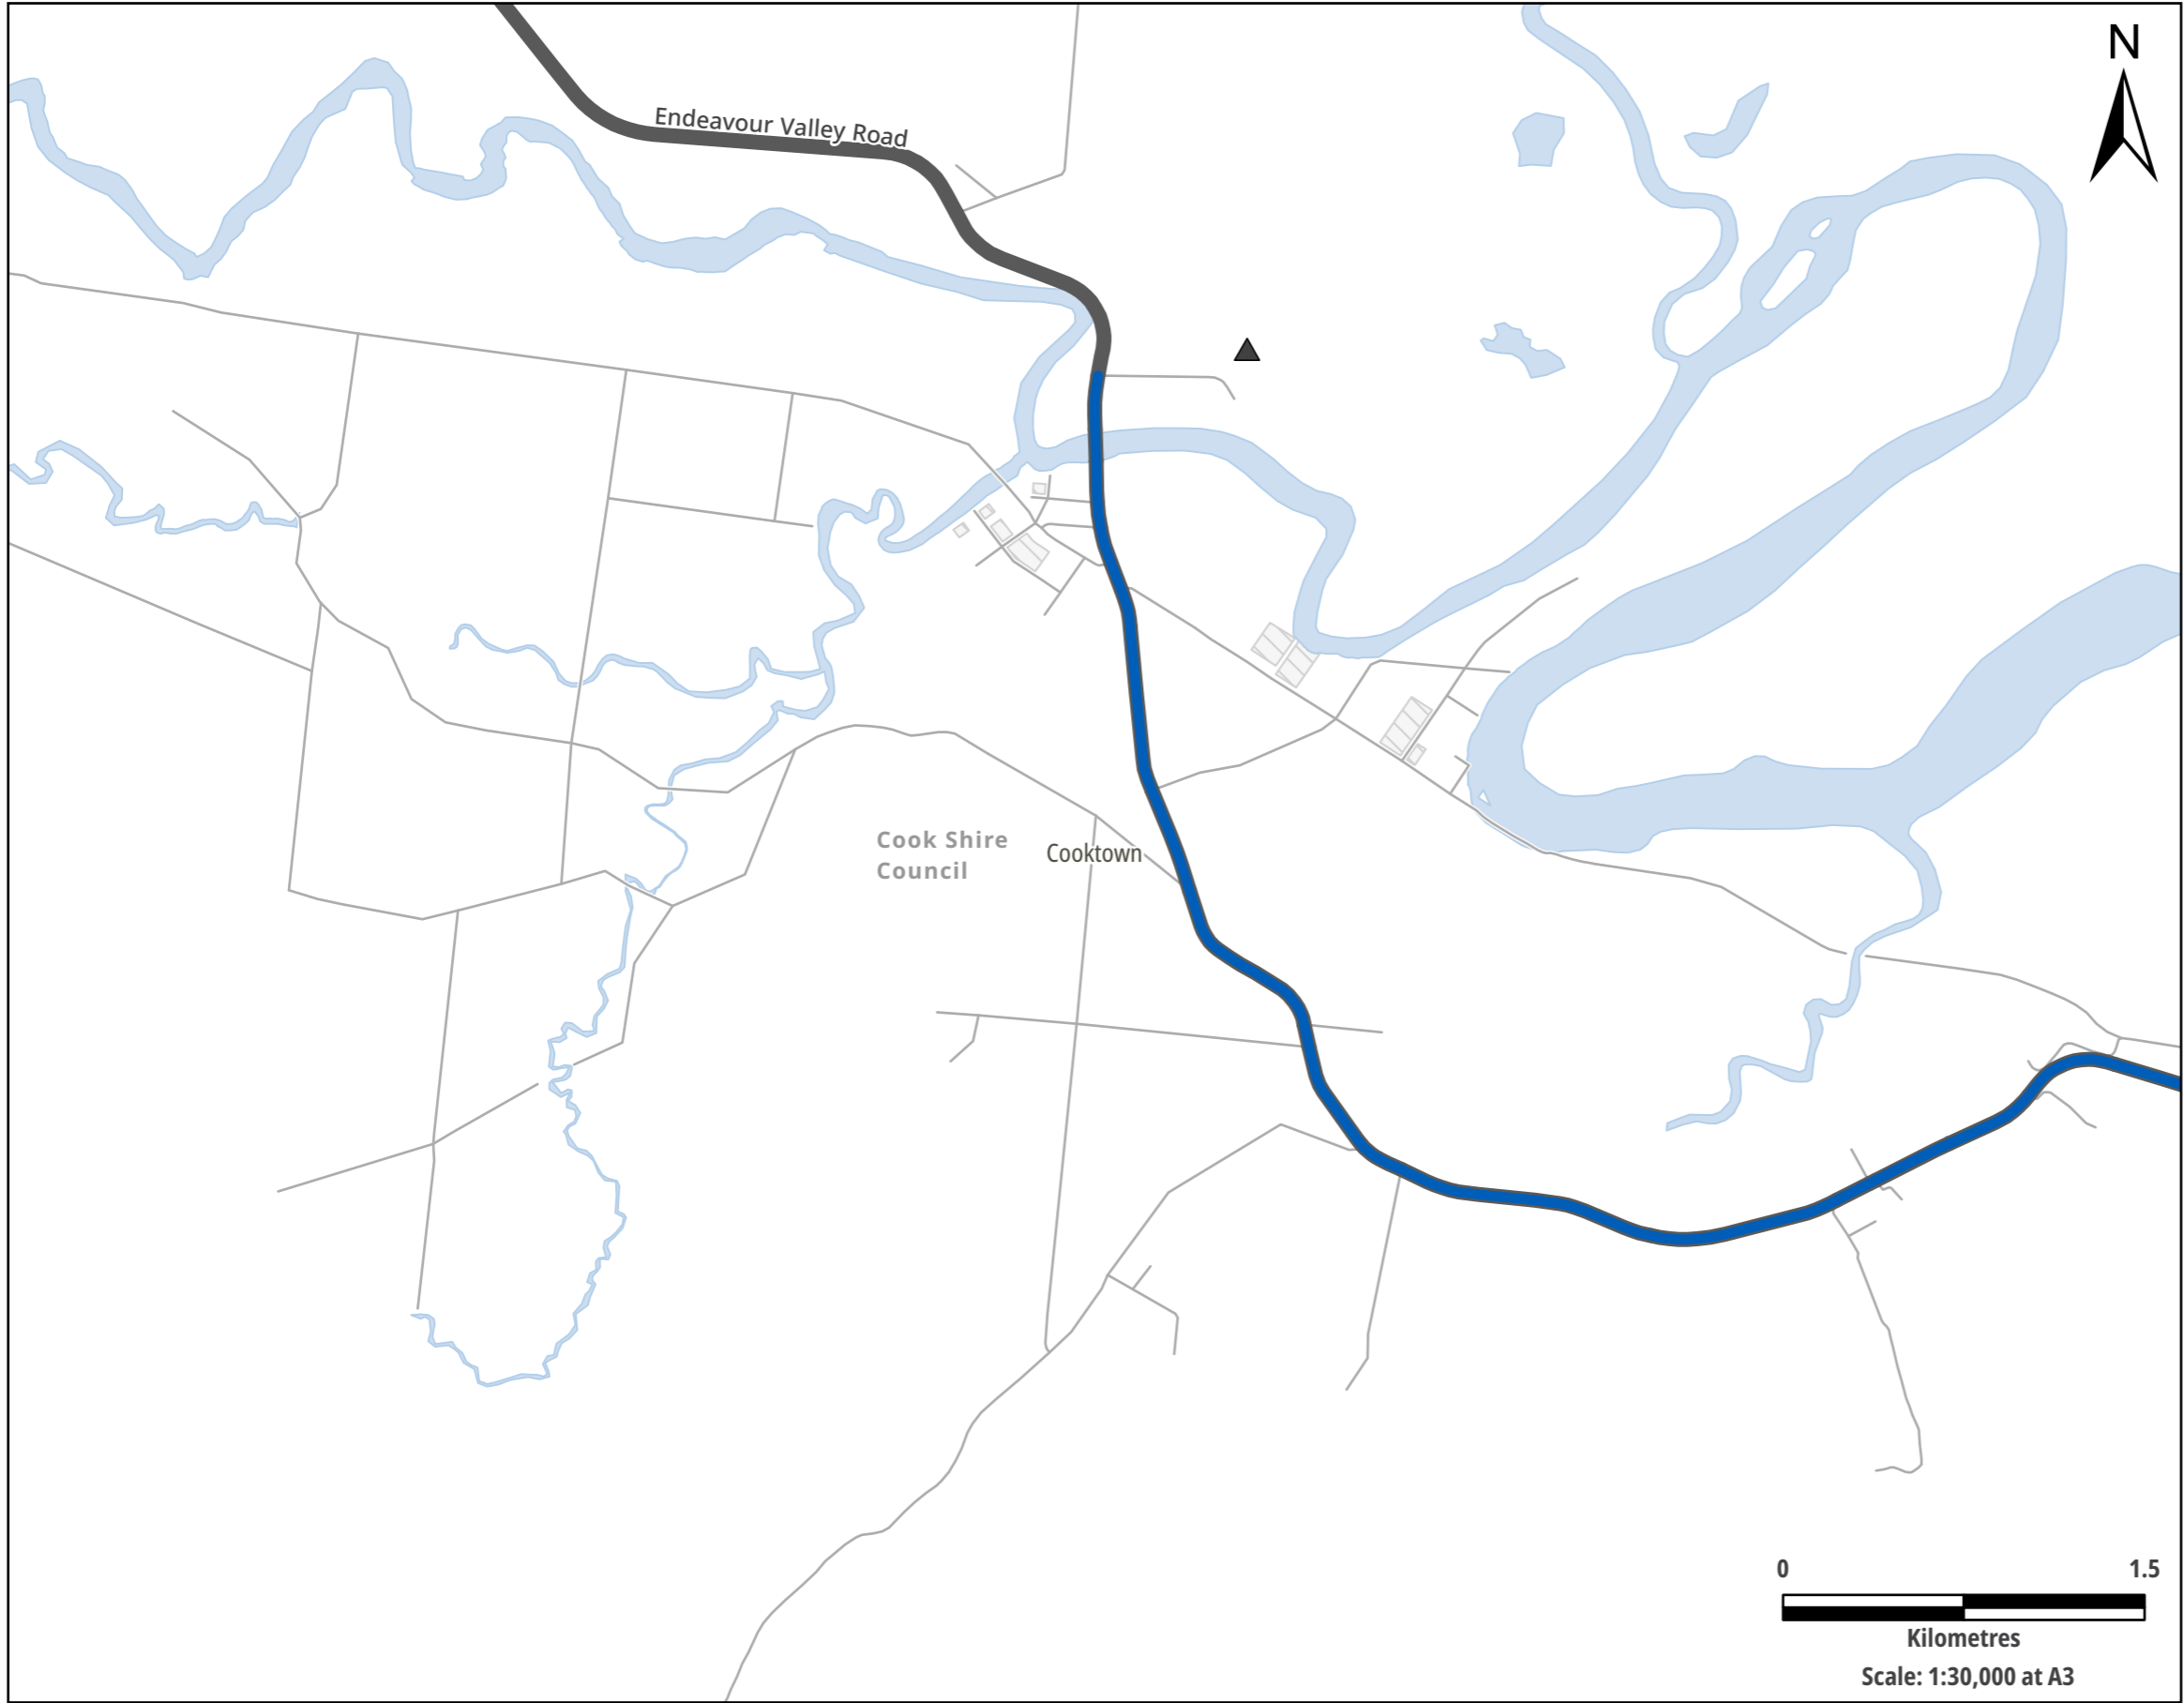 N
Endeavour Valley Road
Cook Shire
Council
Cooktown
0 1.5
Kilometres
Scale: 1:30,000 at A3